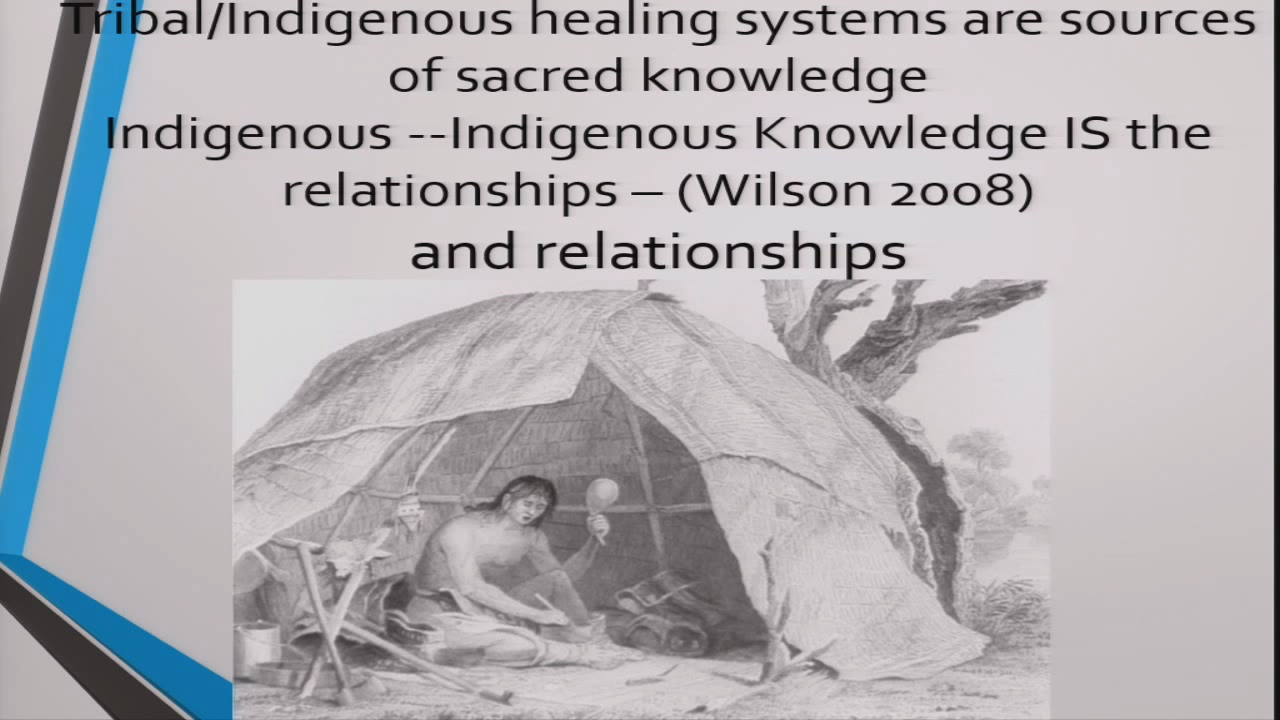 Tribal/Indigenous healing systems are sources
of sacred knowledge
Indigenous --Indigenous Knowledge IS the
relationships – (Wilson 2008)
and relationships